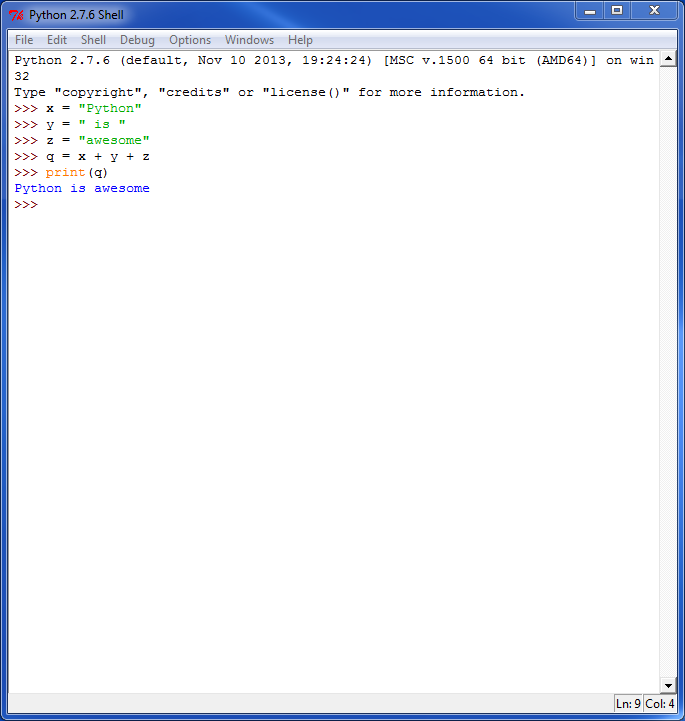 Python 2.7.6 Shell
File Edit Shell Debug Options Windows Help
Python 2.7.6 (default, Nov 10 2013, 19:24:24) [MSC v.1500 64 bit (AMD64)] on win
32
Type "copyright", "credits" or "license()" for more information.
>>> x = "Python"
>>> y = " is "
>>> z = "awesome"
>>> q = x + y + z
>>> print(q)
Python is awesome
>>>
Ln: 9 Col: 4